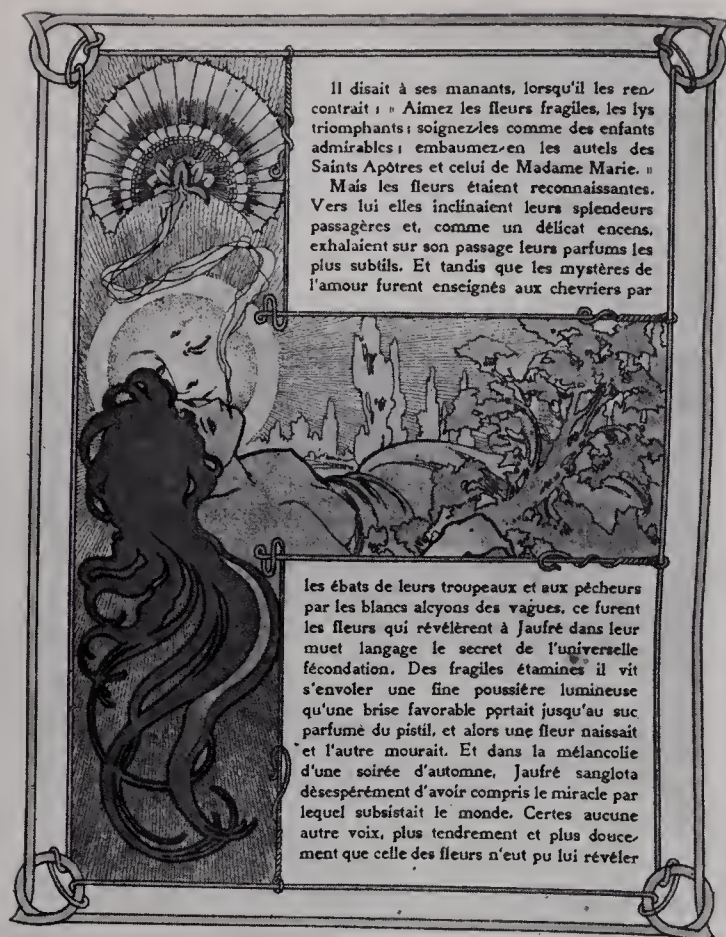 Il disait à ses manants, lorsqu'il les ren-
contrait : « Aimez les fleurs fragiles, les lys
triomphants ; soignez-les comme des enfants
admirables ; embaumez-en les autels des
Saints Apôtres et celui de Madame Marie. »
Mais les fleurs étaient reconnaissantes.
Vers lui elles inclinaient leurs splendeurs
passagères et, comme un délicat encens,
exhalaient sur son passage leurs parfums les
plus subtils. Et tandis que les mystères de
l'amour furent enseignés aux chevriers par
les ébats de leurs troupeaux et aux pêcheurs
par les blancs alcyons des vagues, ce furent
les fleurs qui révélèrent à Jaufré dans leur
muet langage le secret de l'universelle
fécondation. Des fragiles étamines il vit
s'envoler une fine poussière lumineuse
qu'une brise favorable portait jusqu'au suc
parfumé du pistil, et alors une fleur naissait
et l'autre mourait. Et dans la mélancolie
d'une soirée d'automne, Jaufré sanglota
dèsespérément d'avoir compris le miracle par
lequel subsistait le monde. Certes aucune
autre voix, plus tendrement et plus douce-
ment que celle des fleurs n'eut pu lui révéler